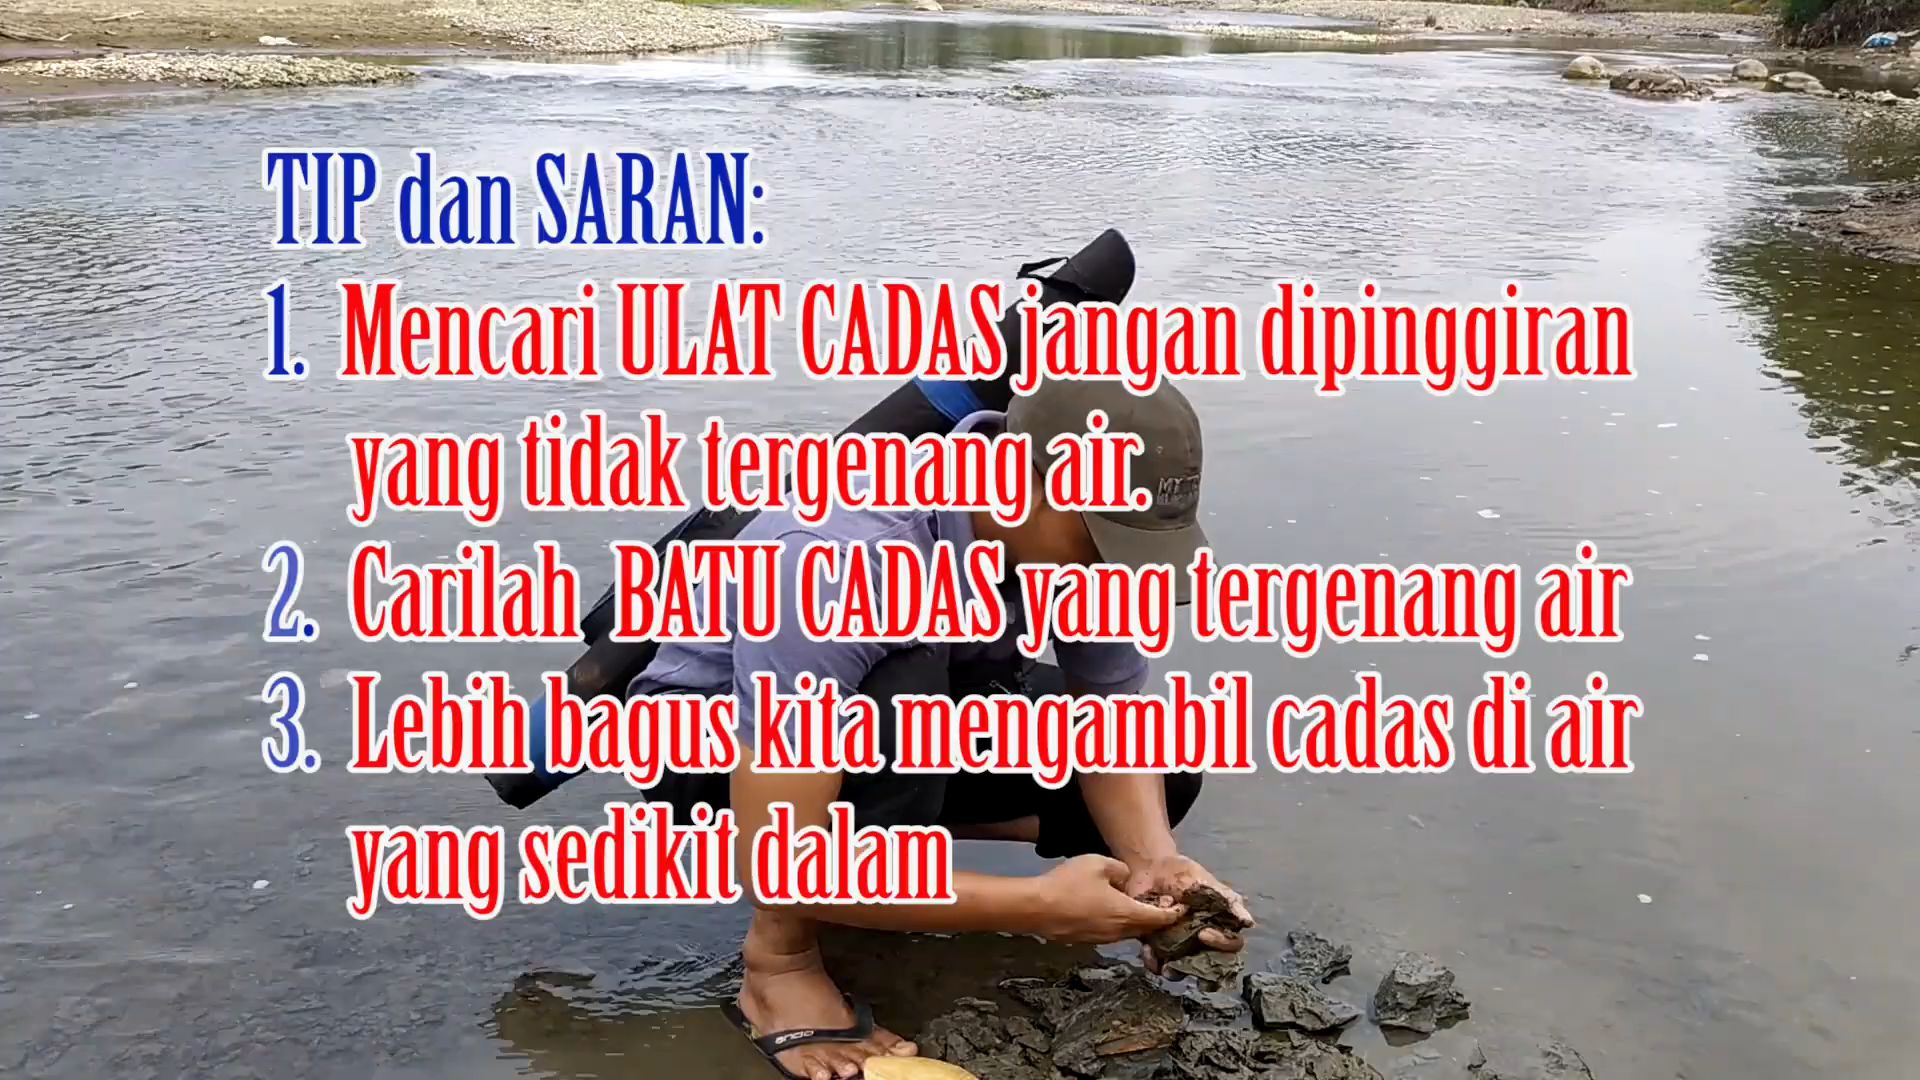 TIP dan SARAN:
1. Mencari ULAT CADAS jangan dipinggiran
yang tidak tergenang air.
2. Carilah BATU CADAS yang tergenang air
3. Lebih bagus kita mengambil cadas di air
yang sedikit dalam